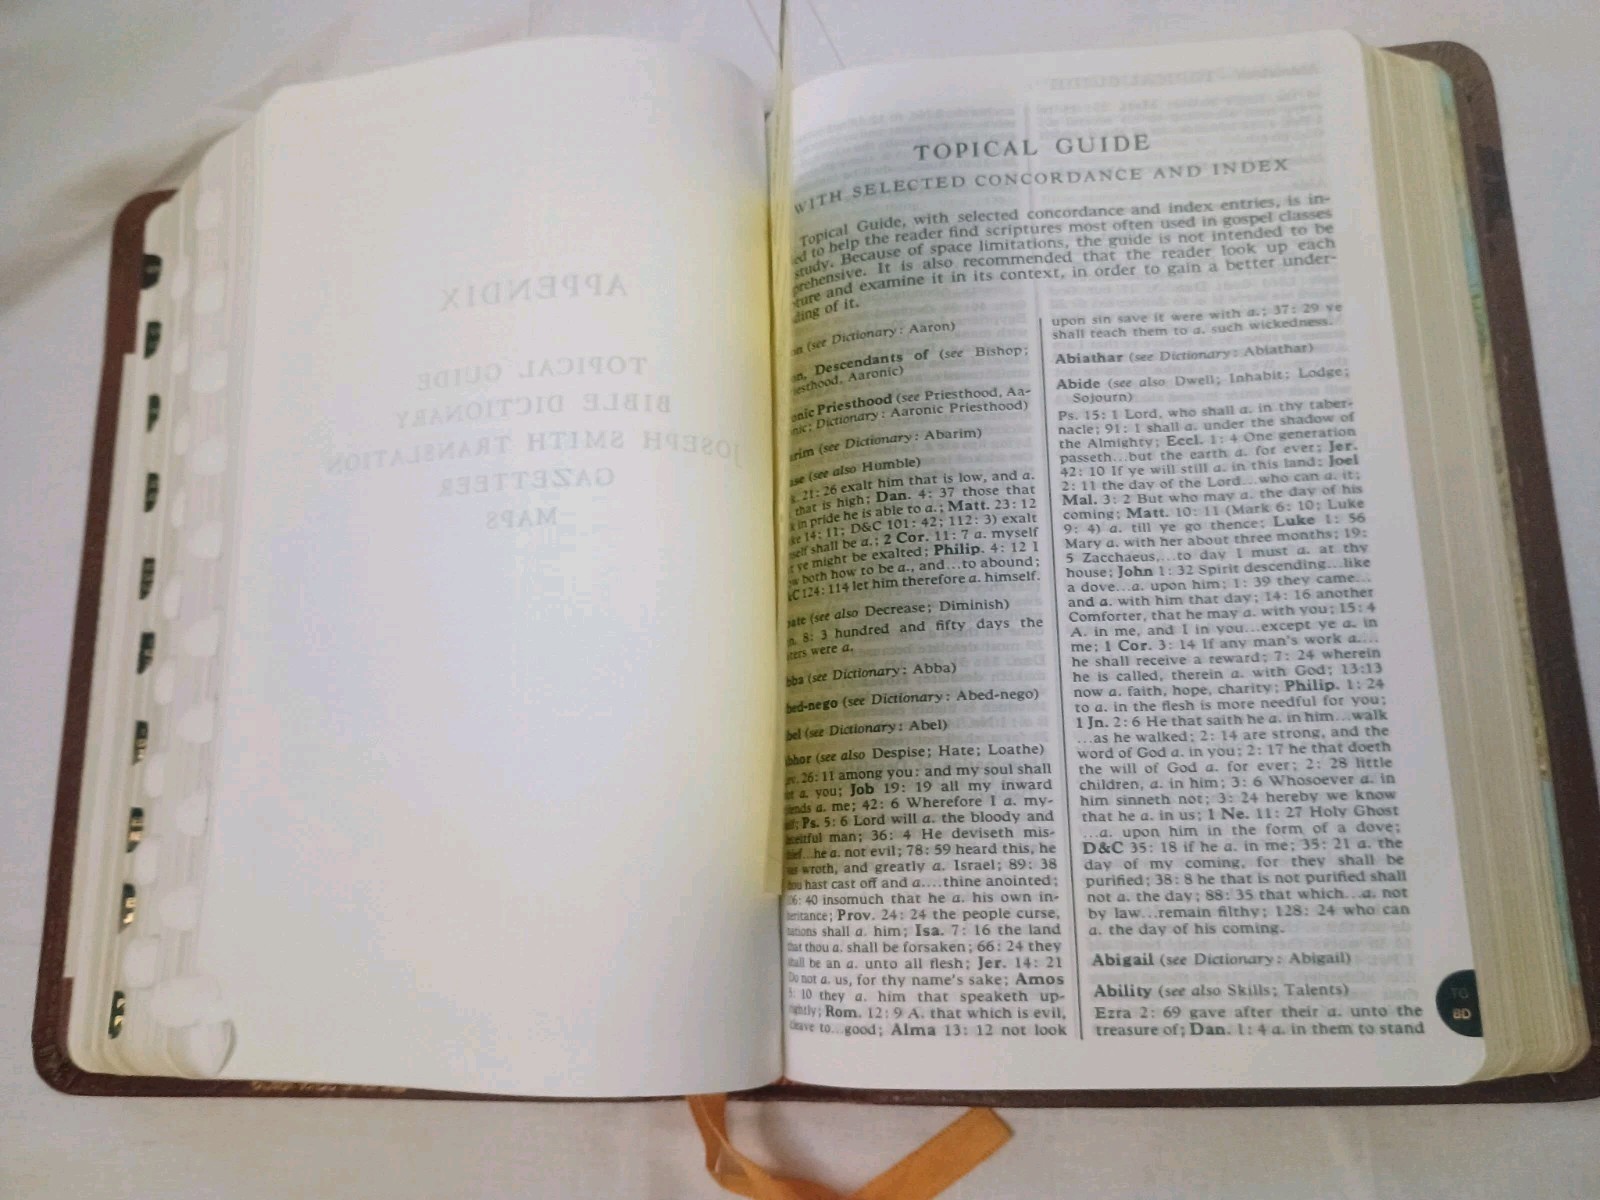 APPENDIX
TOPICAL GUIDE
BIBLE DICTIONARY
JOSEPH SMITH TRANSLATION
GAZETTEER
MAPS
TOPICAL GUIDE
WITH SELECTED CONCORDANCE AND INDEX
Topical Guide, with selected concordance and index entries, is in-
ed to help the reader find scriptures most often used in gospel classes
study. Because of space limitations, the guide is not intended to be
prehensive. It is also recommended that the reader look up each
ture and examine it in its context, in order to gain a better under-
ding of it.
(see Dictionary: Aaron)
Descendants of (see Bishop;
iesthood, Aaronic)
onic Priesthood (see Priesthood, Aa-
nic; Dictionary: Aaronic Priesthood)
rim (see Dictionary: Abarim)
ase (see also Humble)
21: 26 exalt him that is low, and a.
that is high; Dan. 4: 37 those that
k in pride he is able to a.; Matt. 23: 12
ke 14: 11; D&C 101: 42; 112: 3) exalt
self shall be a.; 2 Cor. 11: 7 a. myself
t ye might be exalted; Philip. 4: 12 I
w both how to be a., and...to abound;
&C 124: 114 let him therefore a. himself.
ate (see also Decrease; Diminish)
n. 8: 3 hundred and fifty days the
ters were a.
bba (see Dictionary: Abba)
bed-nego (see Dictionary: Abed-nego)
bel (see Dictionary: Abel)
bhor (see also Despise; Hate; Loathe)
26: 11 among you: and my soul shall
a. you; Job 19: 19 all my inward
ends a. me; 42: 6 Wherefore I a. my-
Ps. 5: 6 Lord will a. the bloody and
deceitful man; 36: 4 He deviseth mis-
he a. not evil; 78: 59 heard this, he
wroth, and greatly a. Israel; 89: 38
thou hast cast off and a....thine anointed;
06: 40 insomuch that he a. his own in-
heritance; Prov. 24: 24 the people curse,
nations shall a. him; Isa. 7: 16 the land
that thou a. shall be forsaken; 66: 24 they
shall be an a. unto all flesh; Jer. 14: 21
Do not a. us, for thy name's sake; Amos
5: 10 they a. him that speaketh up-
rightly; Rom. 12: 9 A. that which is evil,
cleave to...good; Alma 13: 12 not look
upon sin save it were with a.; 37: 29 ye
shall teach them to a. such wickedness.
Abiathar (see Dictionary: Abiathar)
Abide (see also Dwell; Inhabit; Lodge;
Sojourn)
Ps. 15: 1 Lord, who shall a. in thy taber-
nacle; 91: 1 shall a. under the shadow of
the Almighty; Eccl. 1: 4 One generation
passeth...but the earth a. for ever; Jer.
42: 10 If ye will still a. in this land; Joel
2: 11 the day of the Lord...who can a. it;
Mal. 3: 2 But who may a. the day of his
coming; Matt. 10: 11 (Mark 6: 10; Luke
9: 4) a. till ye go thence; Luke 1: 56
Mary a. with her about three months; 19:
5 Zacchaeus,...to day I must a. at thy
house; John 1: 32 Spirit descending...like
a dove...a. upon him; 1: 39 they came...
and a. with him that day; 14: 16 another
Comforter, that he may a. with you; 15: 4
A. in me, and I in you...except ye a. in
me; 1 Cor. 3: 14 If any man's work a....
he shall receive a reward; 7: 24 wherein
he is called, therein a. with God; 13:13
now a. faith, hope, charity; Philip. 1: 24
to a. in the flesh is more needful for you;
1 Jn. 2: 6 He that saith he a. in him...walk
...as he walked; 2: 14 are strong, and the
word of God a. in you; 2: 17 he that doeth
the will of God a. for ever; 2: 28 little
children, a. in him; 3: 6 Whosoever a. in
him sinneth not; 3: 24 hereby we know
that he a. in us; 1 Ne. 11: 27 Holy Ghost
...a. upon him in the form of a dove;
D&C 35: 18 if he a. in me; 35: 21 a. the
day of my coming, for they shall be
purified; 38: 8 he that is not purified shall
not a. the day; 88: 35 that which...a. not
by law...remain filthy; 128: 24 who can
a. the day of his coming.
Abigail (see Dictionary: Abigail)
Ability (see also Skills; Talents)
Ezra 2: 69 gave after their a. unto the
treasure of; Dan. 1: 4 a. in them to stand
TG
BD